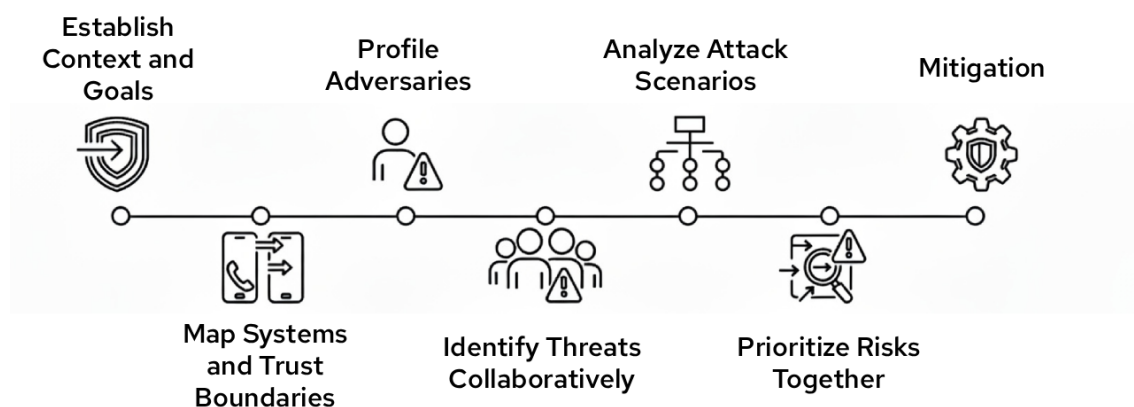 Establish
Context and
Goals
Map Systems
and Trust
Boundaries
Profile
Adversaries
Identify Threats
Collaboratively
Analyze Attack
Scenarios
Prioritize Risks
Together
Mitigation